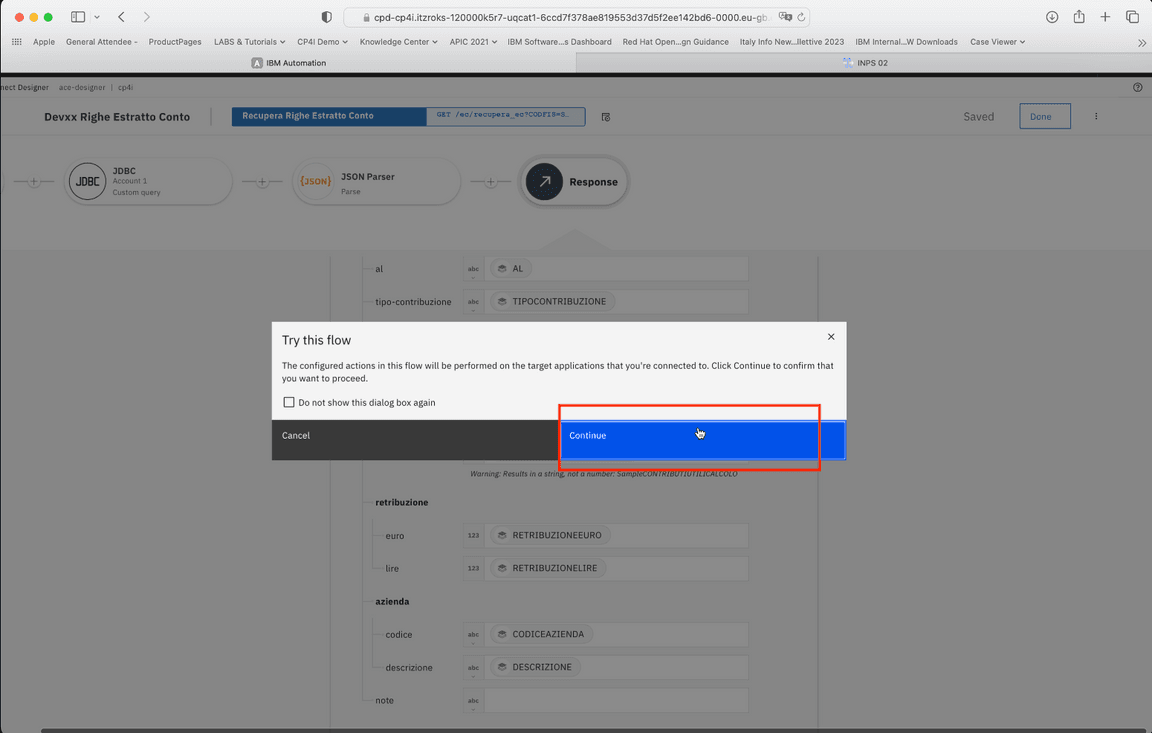 cpd-cp4i.itzroks-120000k5r7-uqcat1-6ccd7f378ae819553d37d5f2ee142bd6-0000.eu-gb.
Apple General Attendee - ProductPages LABS & Tutorials CP4I Demo Knowledge Center APIC 2021 IBM Software...s Dashboard Red Hat Open...gn Guidance Italy Info New...llettive 2023 IBM Internal...W Downloads Case Viewer
IBM Automation INPS 02
nect Designer ace-designer | cp4i
Devxx Righe Estratto Conto Recupera Righe Estratto Conto GET /ec/recupera_ec?CODFIS=S... Saved Done
JDBC
JDBC
Account 1
Custom query
{JSON}
JSON Parser
Parse
Response
al abc AL
tipo-contribuzione abc TIPOCONTRIBUZIONE
Try this flow
The configured actions in this flow will be performed on the target applications that you're connected to. Click Continue to confirm that
you want to proceed.
Do not show this dialog box again
Cancel Continue
Warning: Results in a string, not a number: SampleCONTRIBUTIUTILICALCOLO
retribuzione
euro 123 RETRIBUZIONEEURO
lire 123 RETRIBUZIONELIRE
azienda
codice abc CODICEAZIENDA
descrizione abc DESCRIZIONE
note abc